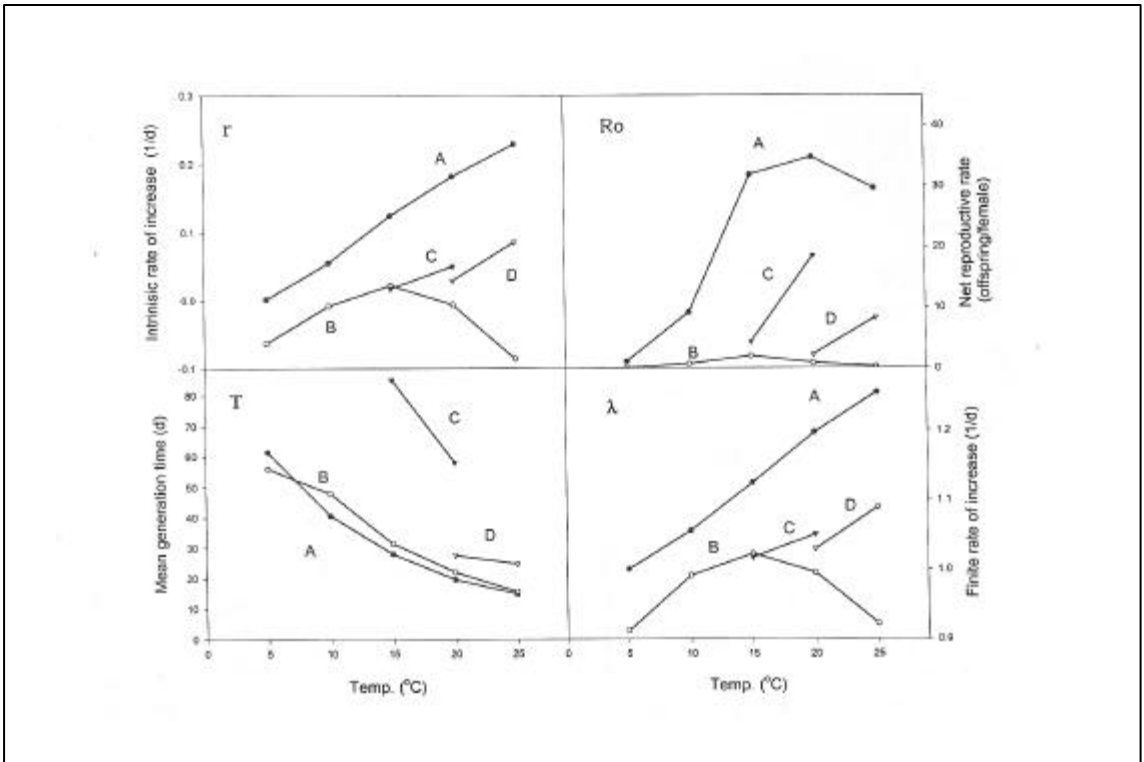 r
Intrinisic rate of increase (1/d)
0.3
0.2
0.1
0.0
-0.1
A
B
C
D
Ro
Net reproductive rate
(offspring/female)
40
30
20
10
0
A
B
C
D
T
Mean generation time (d)
80
70
60
50
40
30
20
10
0
A
B
C
D
0
5
10
15
20
25
Temp. (°C)
λ
Finite rate of increase (1/d)
1.2
1.1
1.0
0.9
A
B
C
D
0
5
10
15
20
25
Temp. (°C)